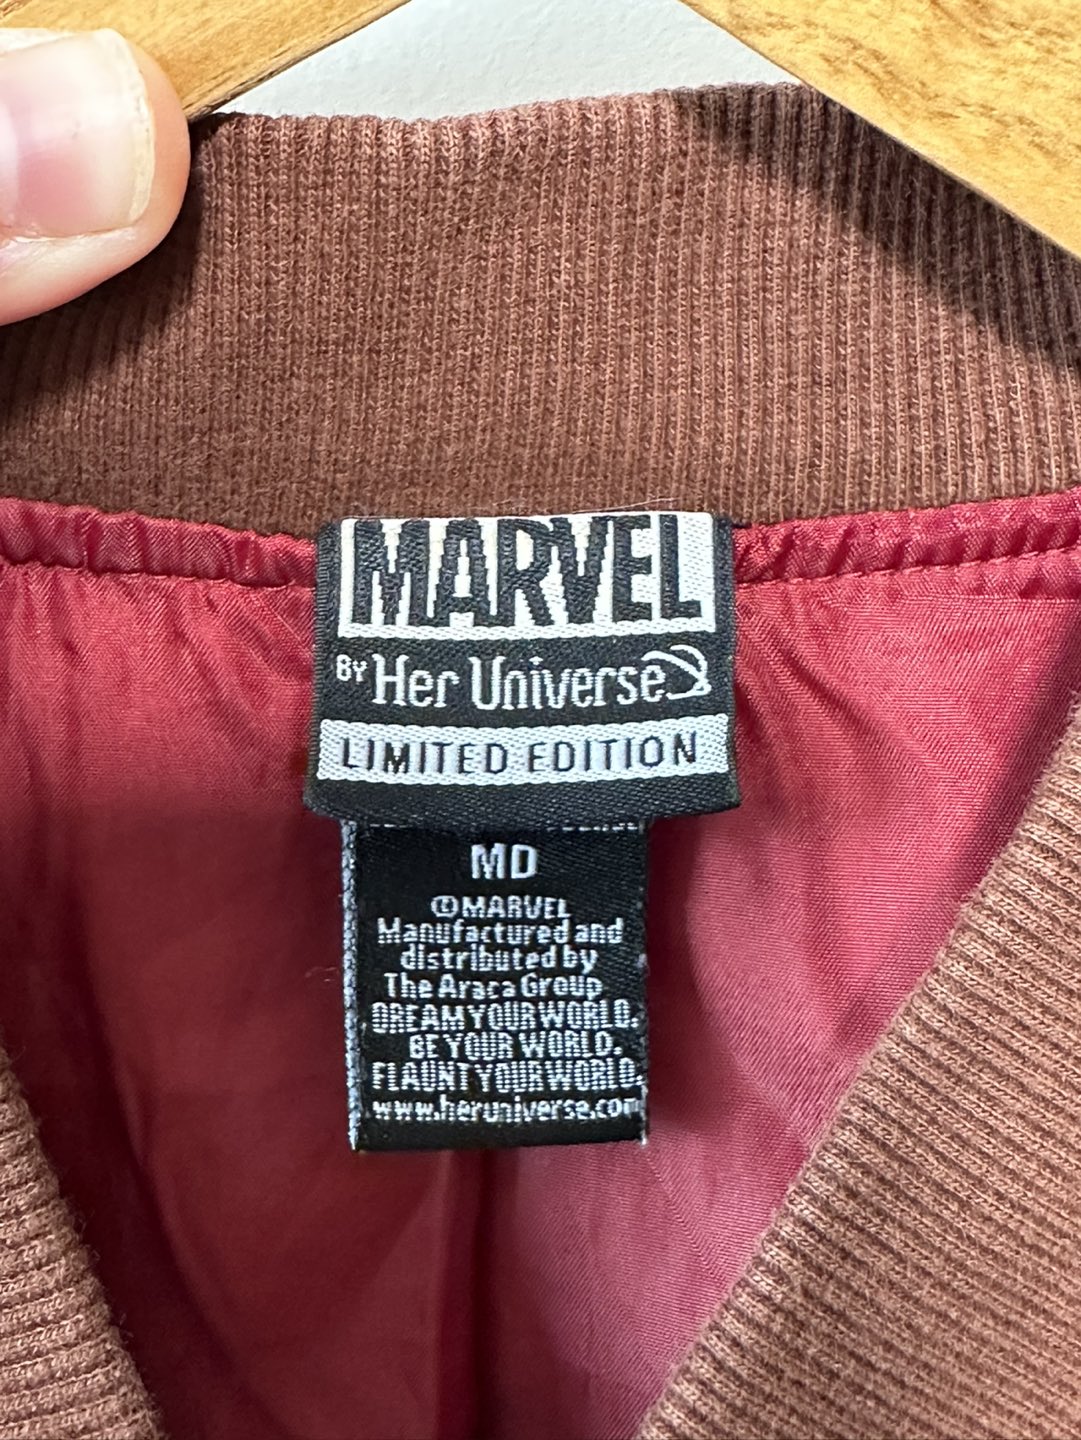 MARVEL
BY Her Universe
LIMITED EDITION
MD
©MARVEL
Manufactured and
distributed by
The Araca Group
DREAM YOUR WORLD.
BE YOUR WORLD.
FLAUNT YOUR WORLD.
www.heruniverse.com